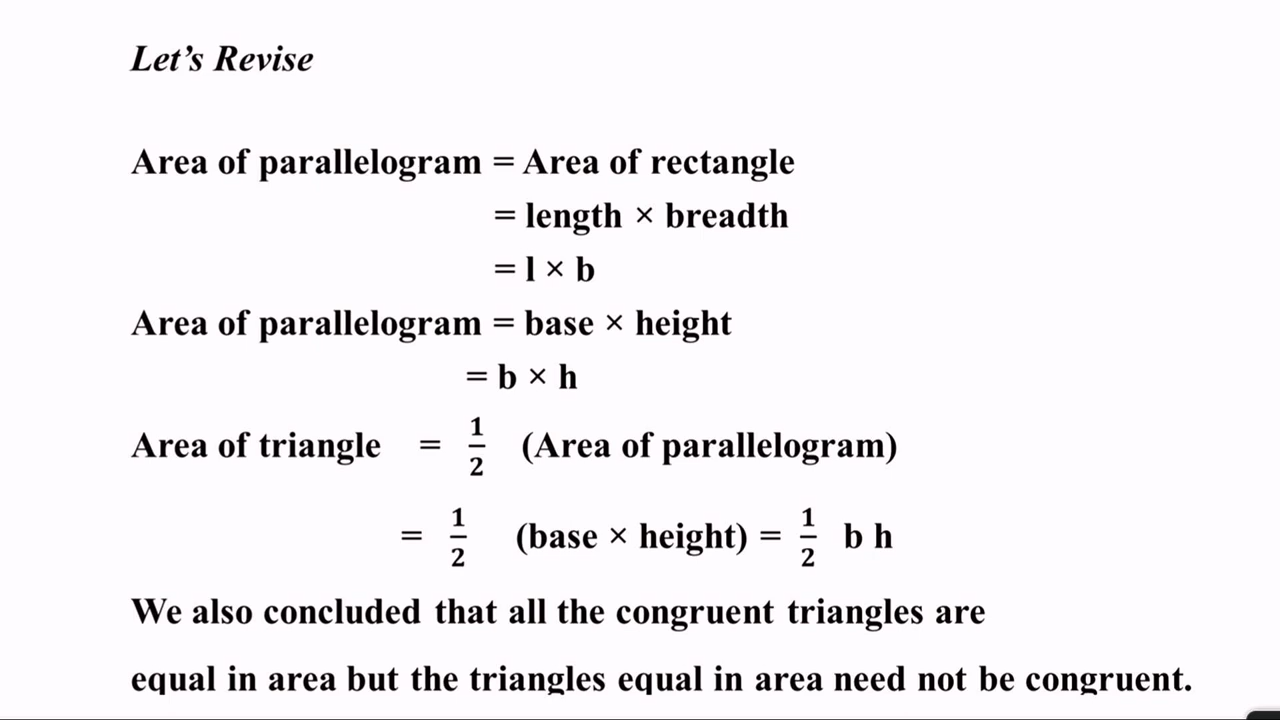 Let’s Revise
Area of parallelogram = Area of rectangle
= length × breadth
= l × b
Area of parallelogram = base × height
= b × h
Area of triangle = 1/2 (Area of parallelogram)
= 1/2 (base × height) = 1/2 b h
We also concluded that all the congruent triangles are
equal in area but the triangles equal in area need not be congruent.